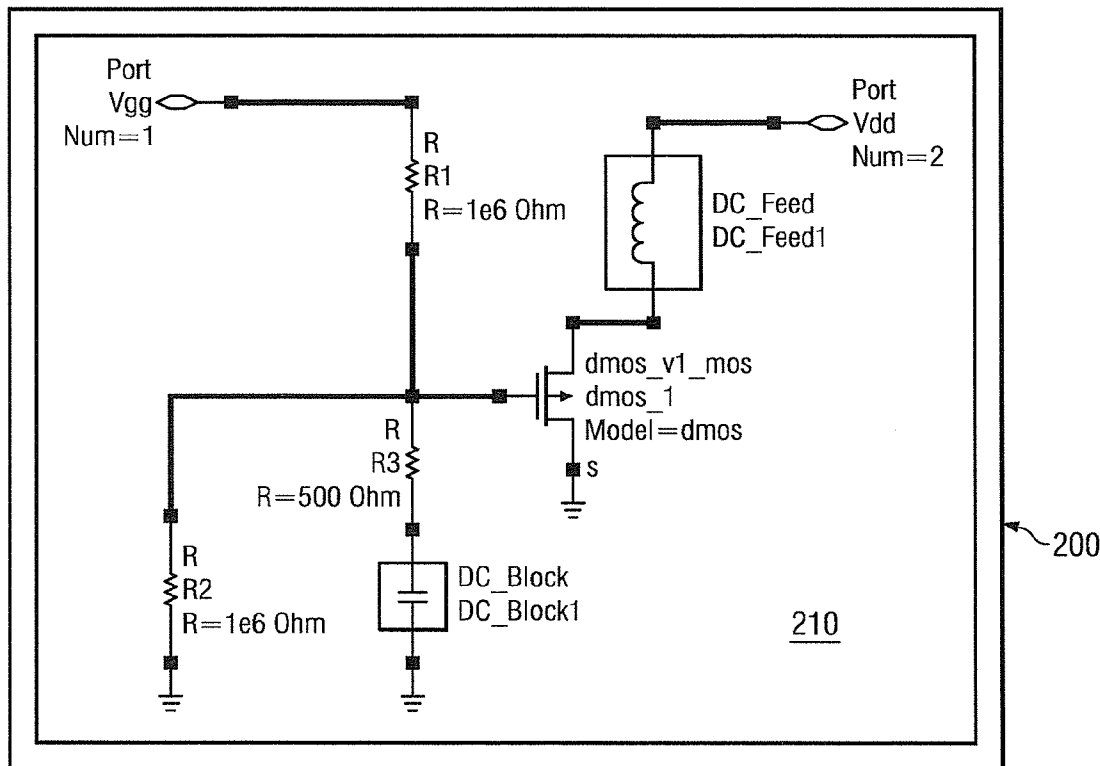 Port
Vgg
Num=1
R
R1
R=1e6 Ohm
Port
Vdd
Num=2
DC_Feed
DC_Feed1
dmos_v1_mos
dmos_1
Model=dmos
s
R
R3
R=500 Ohm
R
R2
R=1e6 Ohm
DC_Block
DC_Block1
210
200